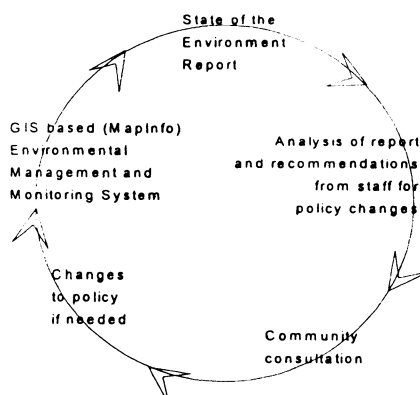 State of the
Environment
Report
Analysis of report
and recommendations
from staff for
policy changes
Community
consultation
Changes
to policy
if needed
GIS based (MapInfo)
Environmental
Management and
Monitoring System